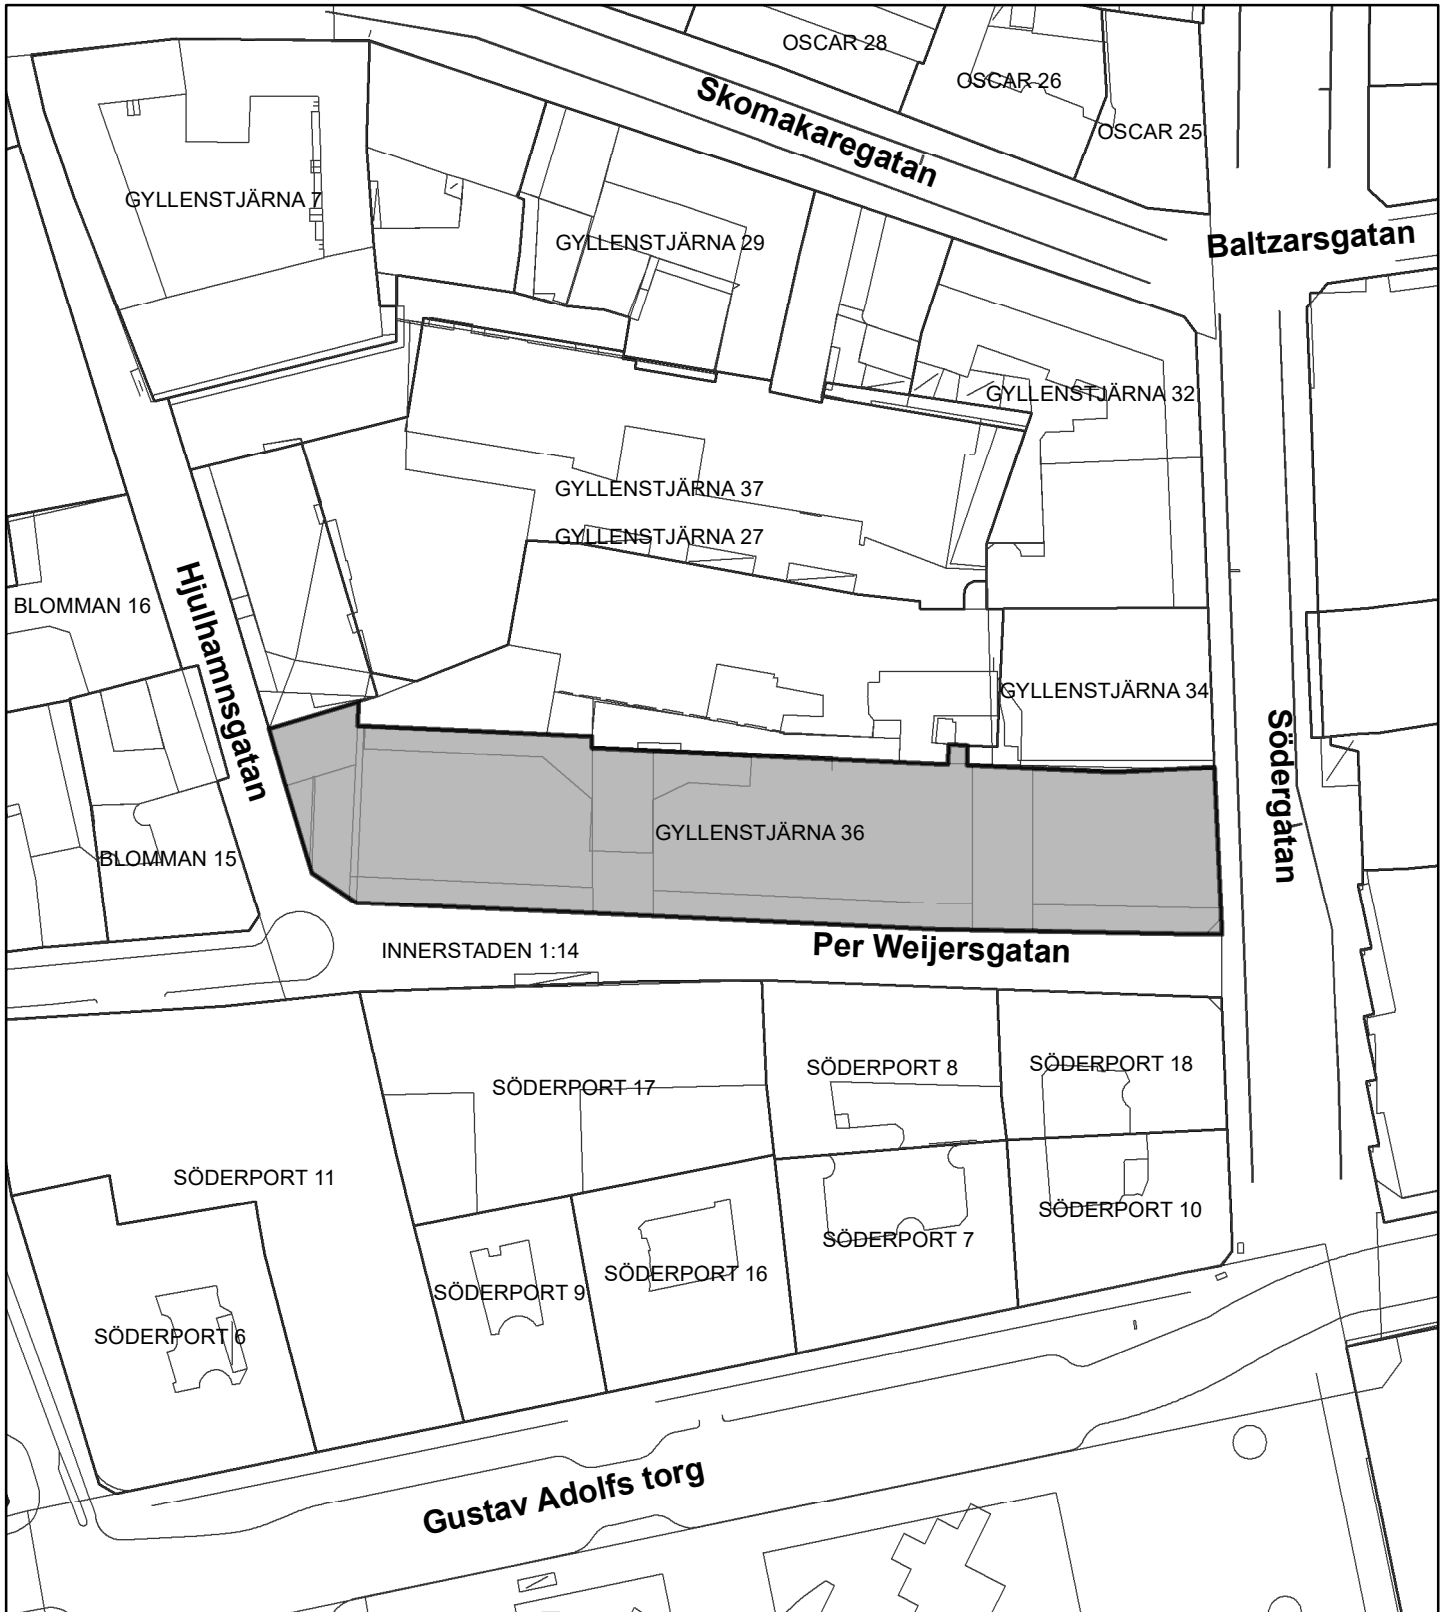 OSCAR 28
OSCAR 26
Skomakaregatan
OSCAR 25
GYLLENSTJÄRNA 7
GYLLENSTJÄRNA 29
Baltzarsgatan
GYLLENSTJÄRNA 32
GYLLENSTJÄRNA 37
GYLLENSTJÄRNA 27
BLOMMAN 16
Hjulhamnsgatan
GYLLENSTJÄRNA 34
Södergatan
GYLLENSTJÄRNA 36
BLOMMAN 15
INNERSTADEN 1:14
Per Weijersgatan
SÖDERPORT 8
SÖDERPORT 18
SÖDERPORT 17
SÖDERPORT 11
SÖDERPORT 10
SÖDERPORT 7
SÖDERPORT 16
SÖDERPORT 9
SÖDERPORT 6
Gustav Adolfs torg